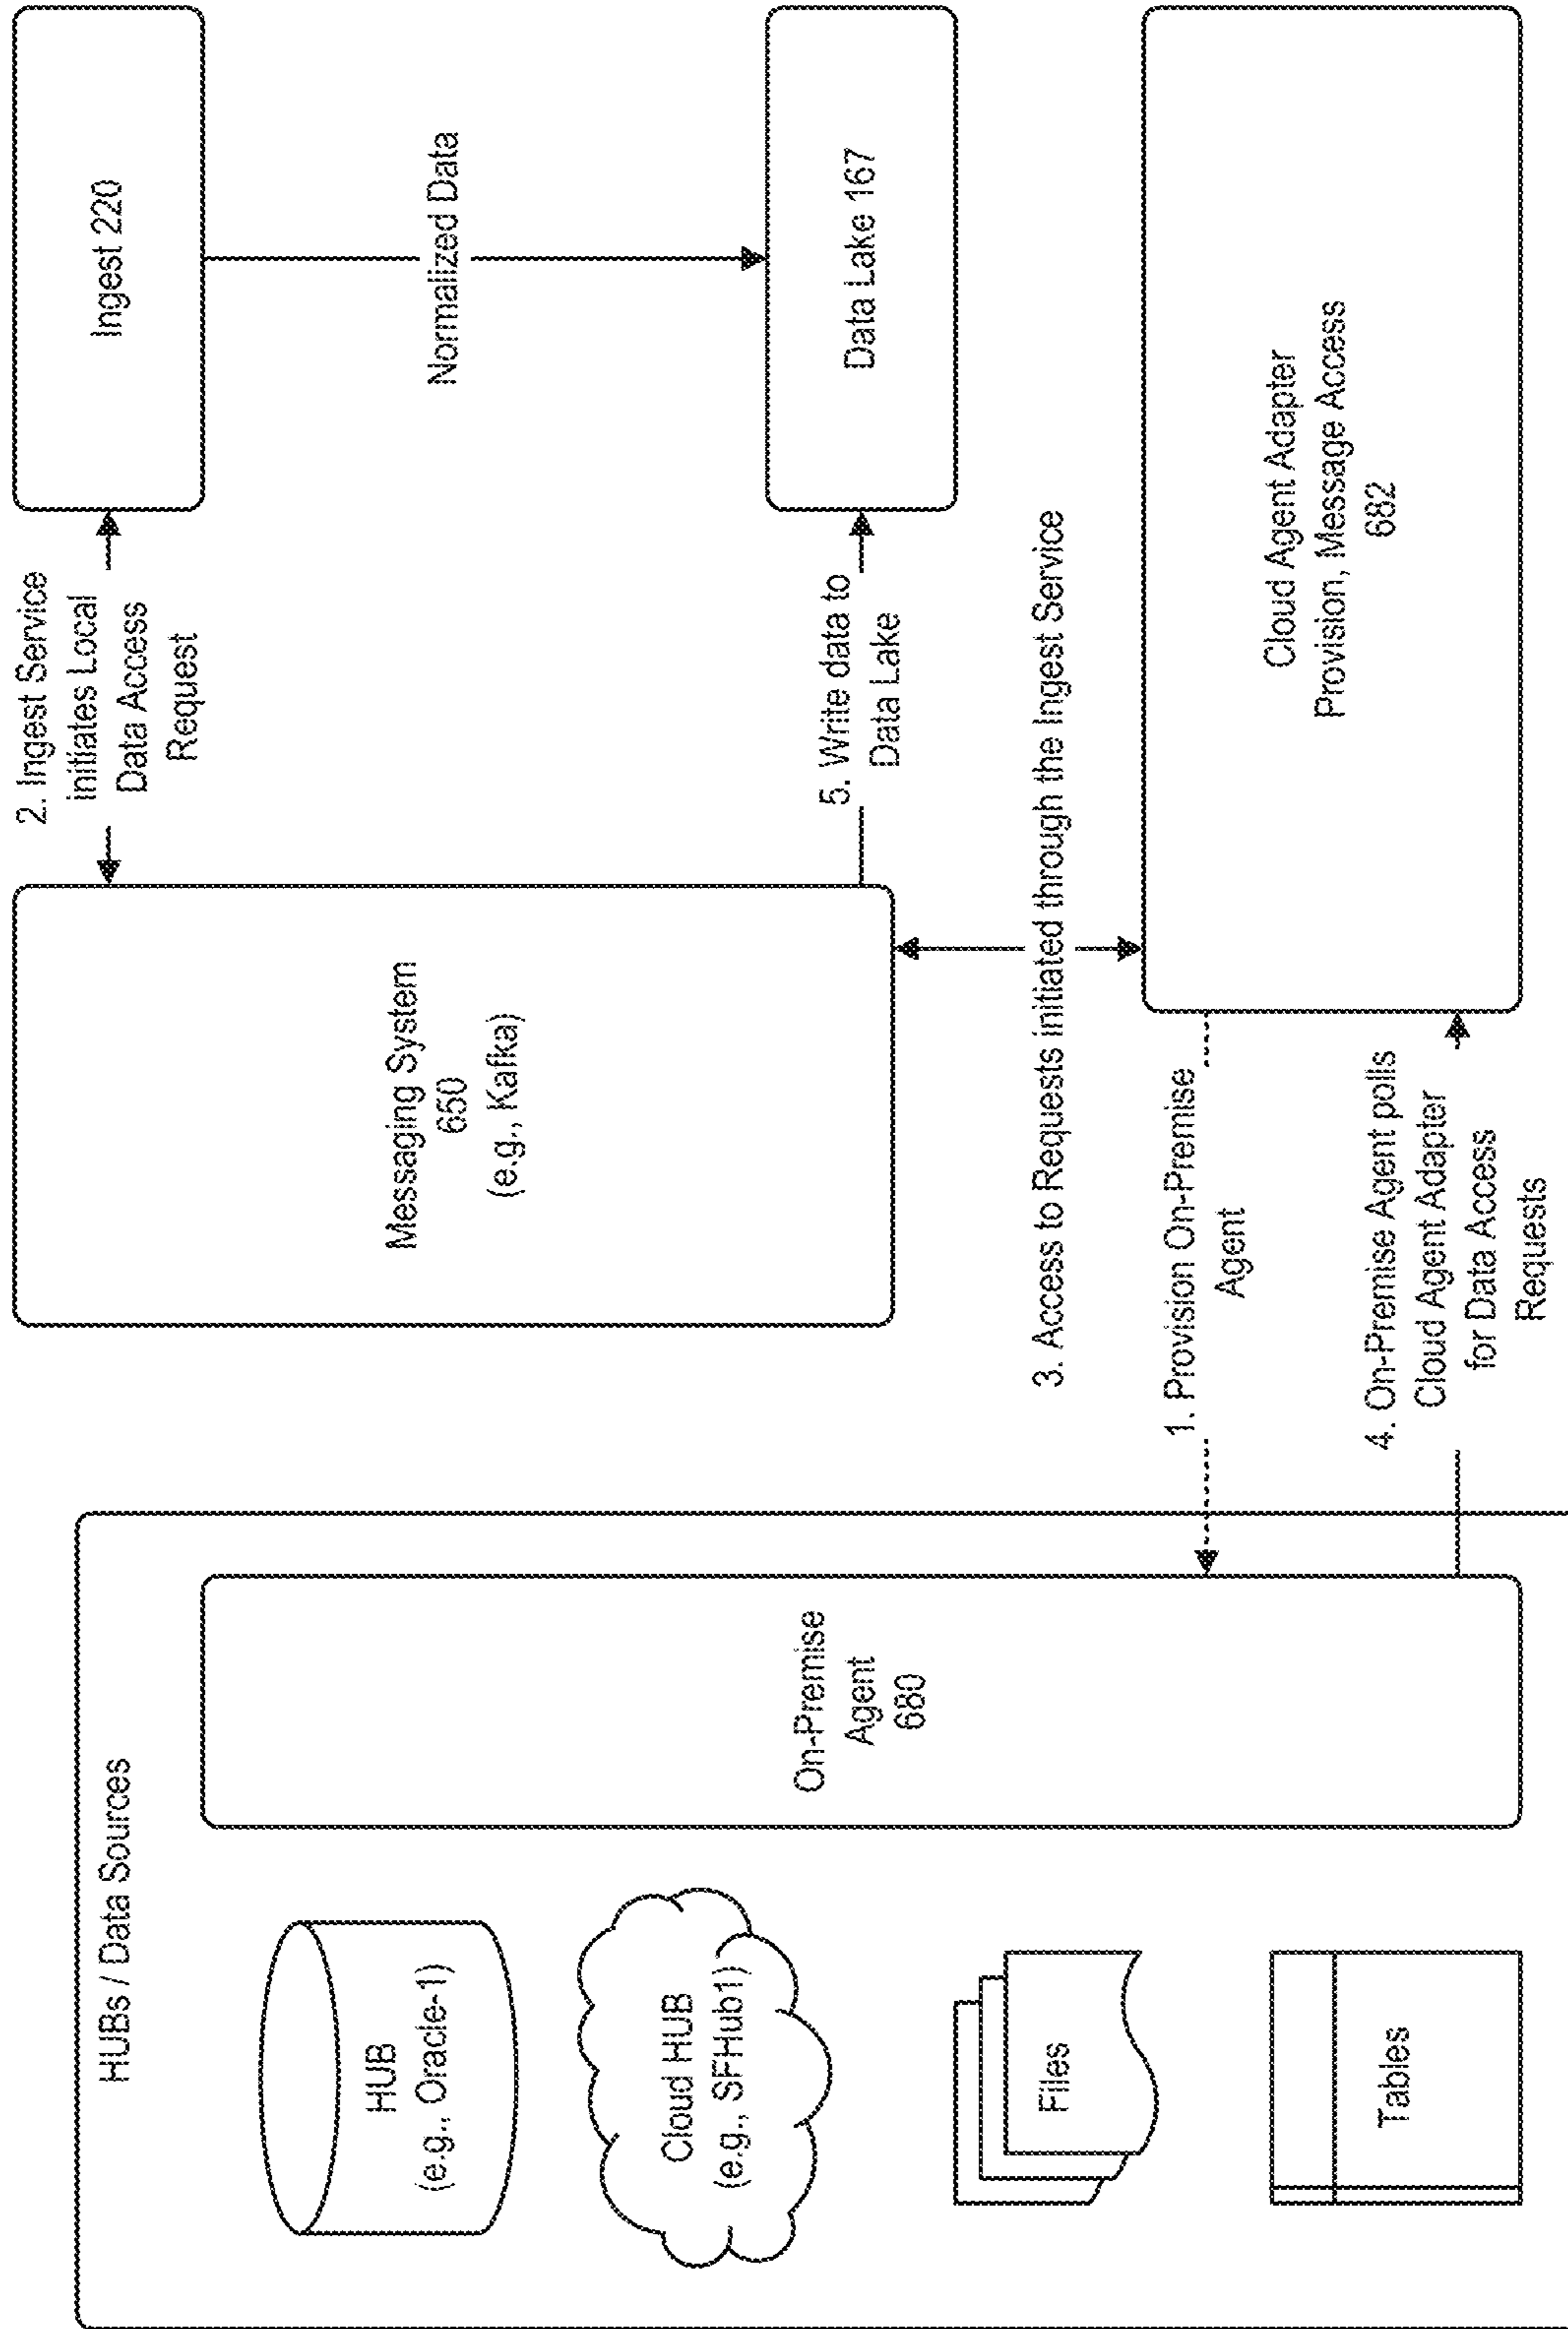 HUBs / Data Sources
HUB
(e.g., Oracle-1)
Cloud HUB
(e.g., SFHub1)
Files
Tables
On-Premise
Agent
680
Messaging System
650
(e.g., Kafka)
2. Ingest Service
initiates Local
Data Access
Request
Ingest 220
Normalized Data
5. Write data to
Data Lake
Data Lake 167
3. Access to Requests initiated through the Ingest Service
1. Provision On-Premise
Agent
4. On-Premise Agent polls
Cloud Agent Adapter
for Data Access
Requests
Cloud Agent Adapter
Provision, Message Access
682